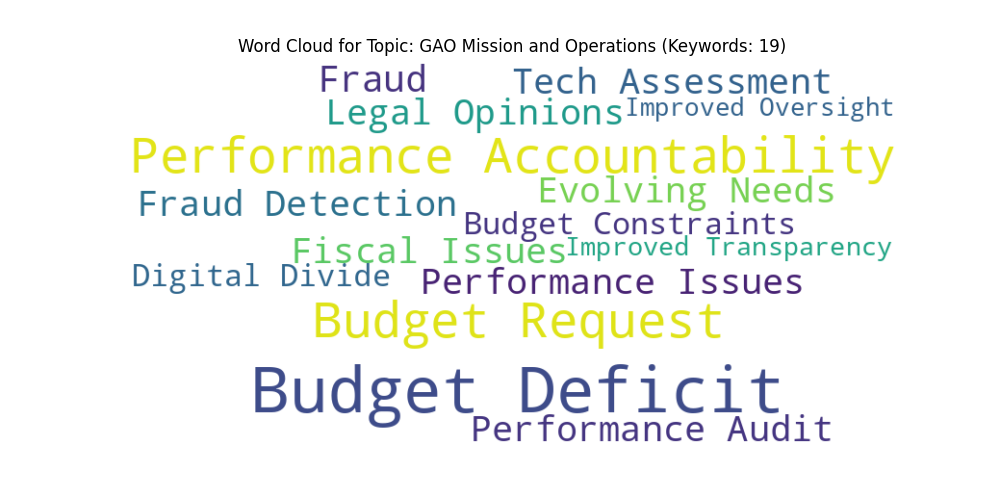 Word Cloud for Topic: GAO Mission and Operations (Keywords: 19)
Fraud
Tech Assessment
Legal Opinions
Improved Oversight
Performance Accountability
Evolving Needs
Fraud Detection
Budget Constraints
Fiscal Issues
Improved Transparency
Digital Divide
Performance Issues
Budget Request
Budget Deficit
Performance Audit